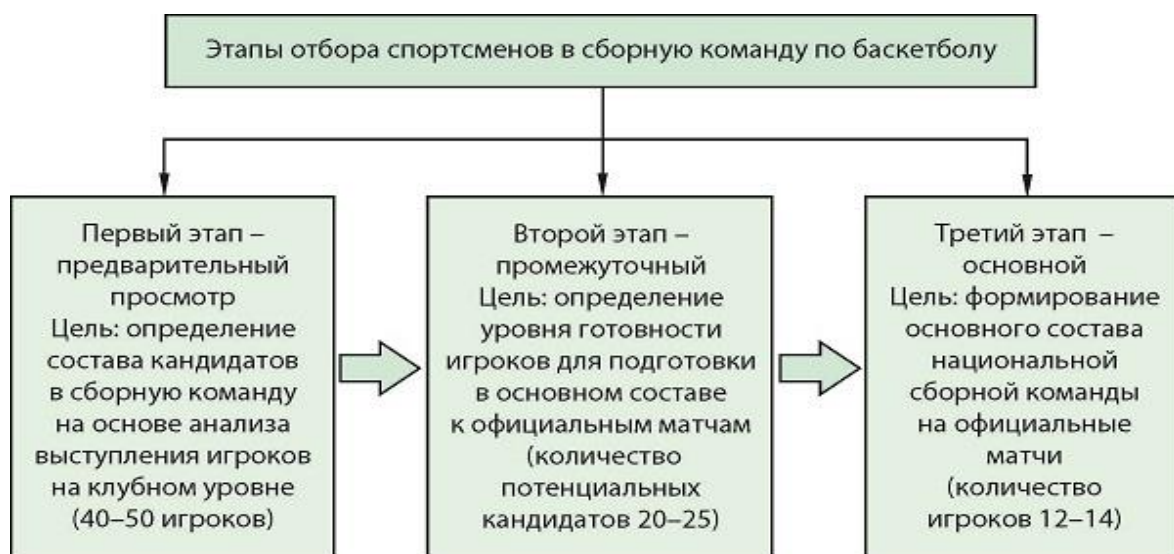 Этапы отбора спортсменов в сборную команду по баскетболу
Первый этап –
предварительный
просмотр
Цель: определение
состава кандидатов
в сборную команду
на основе анализа
выступления игроков
на клубном уровне
(40–50 игроков)
Второй этап –
промежуточный
Цель: определение
уровня готовности
игроков для подготовки
в основном составе
к официальным матчам
(количество
потенциальных
кандидатов 20–25)
Третий этап –
основной
Цель: формирование
основного состава
национальной
сборной команды
на официальные
матчи
(количество
игроков 12–14)